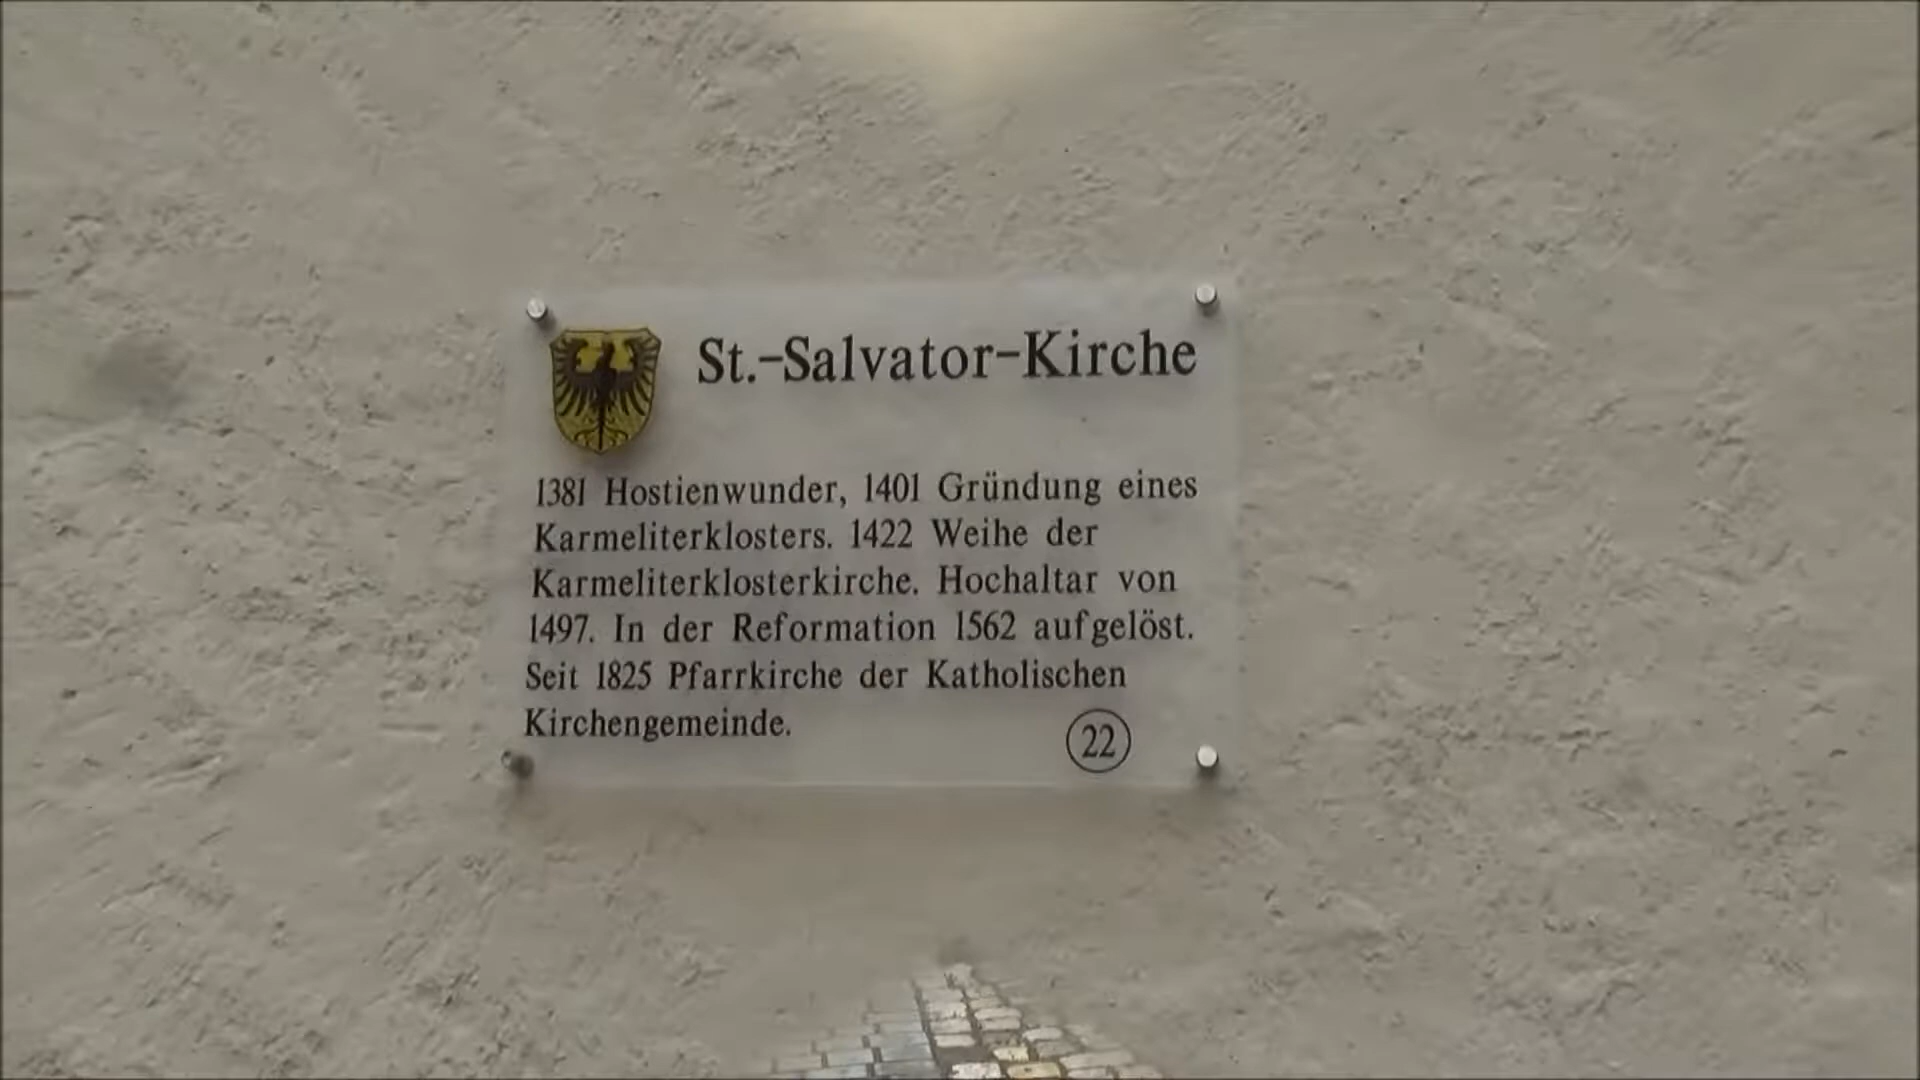 St.-Salvator-Kirche
1381 Hostienwunder, 1401 Gründung eines
Karmeliterklosters. 1422 Weihe der
Karmeliterklosterkirche. Hochaltar von
1497. In der Reformation 1562 aufgelöst.
Seit 1825 Pfarrkirche der Katholischen
Kirchengemeinde.
22